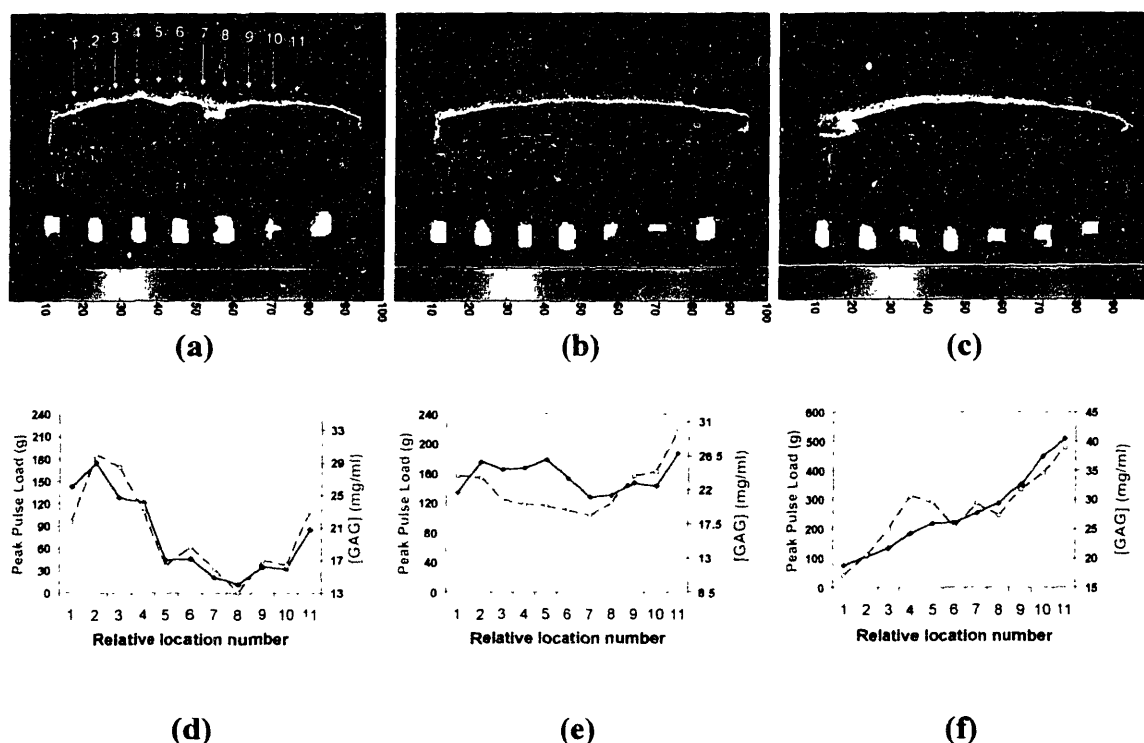 1 2 3 4 5 6 7 8 9 10 11
10 20 30 40 50 60 70 80 90 100
10 20 30 40 50 60 70 80 90 100
10 20 30 40 50 60 70 80 90
(a) (b) (c)
Peak Pulse Load (g)
240
210
180
150
120
90
60
30
0
33
29
25
21
17
13
[GAG] (mg/ml)
1 2 3 4 5 6 7 8 9 10 11
Relative location number
Peak Pulse Load (g)
240
200
160
120
80
40
0
31
26.5
22
17.5
13
8.5
[GAG] (mg/ml)
1 2 3 4 5 6 7 8 9 10 11
Relative location number
Peak Pulse Load (g)
600
500
400
300
200
100
0
45
40
35
30
25
20
15
[GAG] (mg/ml)
1 2 3 4 5 6 7 8 9 10 11
Relative location number
(d) (e) (f)